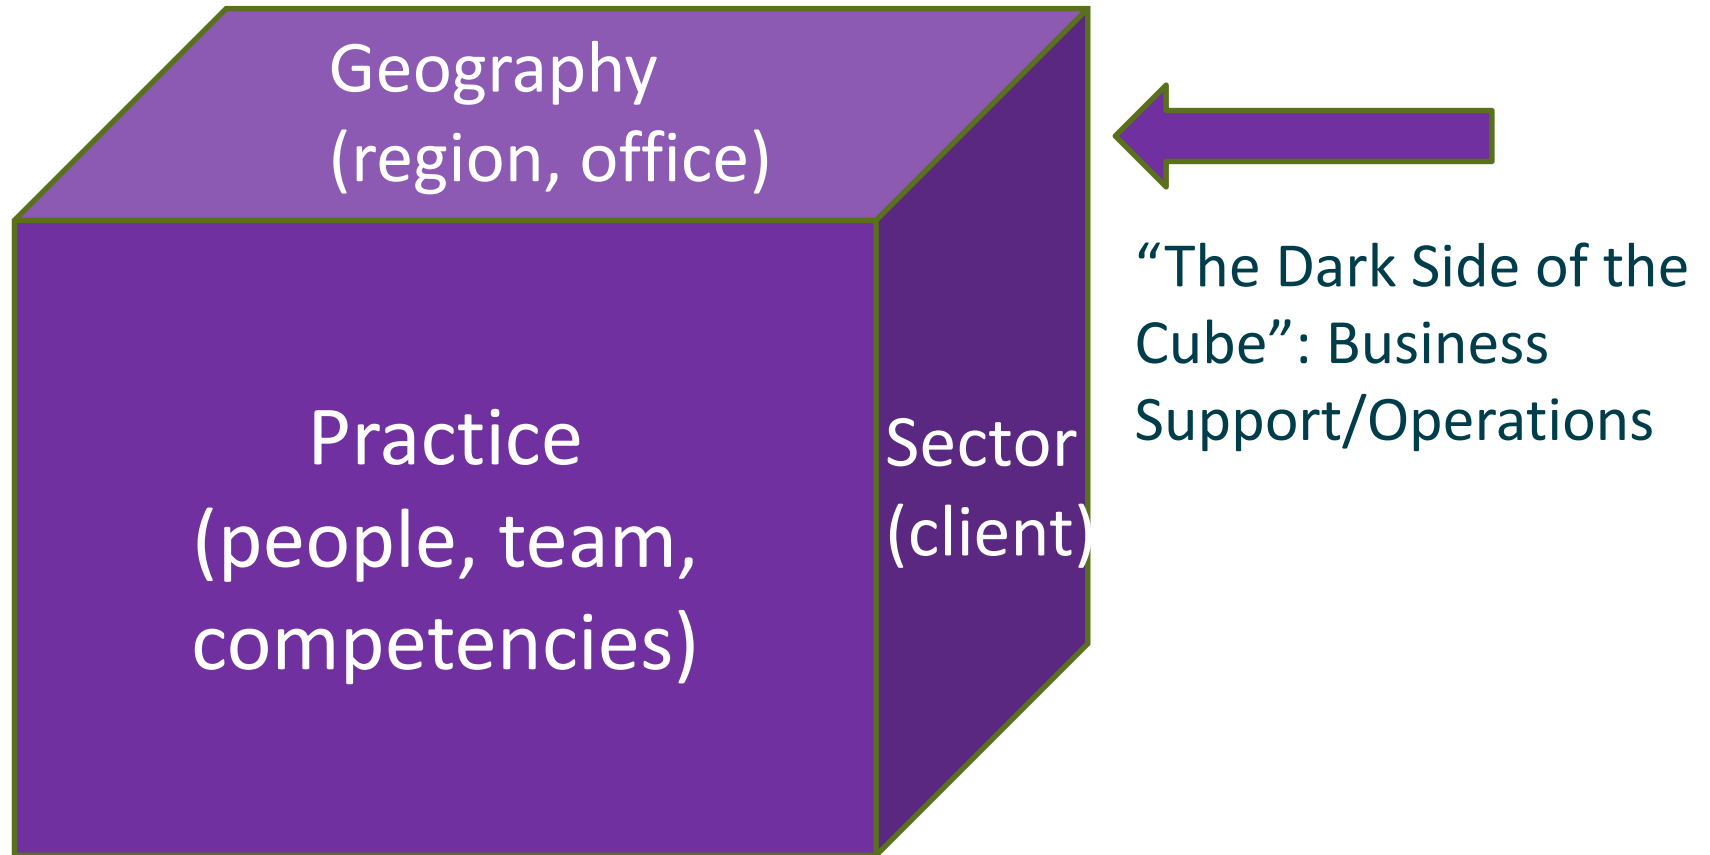 Geography
(region, office)
Practice
(people, team,
competencies)
Sector
(client)
“The Dark Side of the
Cube”: Business
Support/Operations